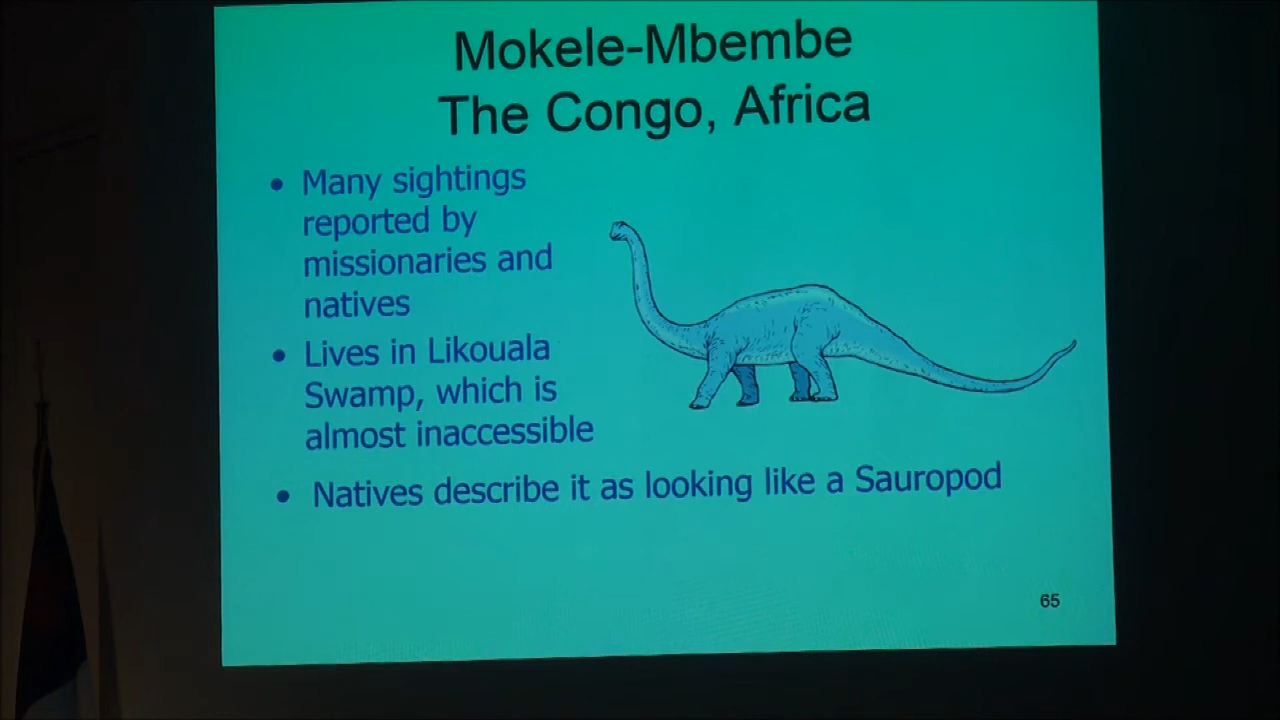 Mokele-Mbembe
The Congo, Africa
• Many sightings
reported by
missionaries and
natives
• Lives in Likouala
Swamp, which is
almost inaccessible
• Natives describe it as looking like a Sauropod
65